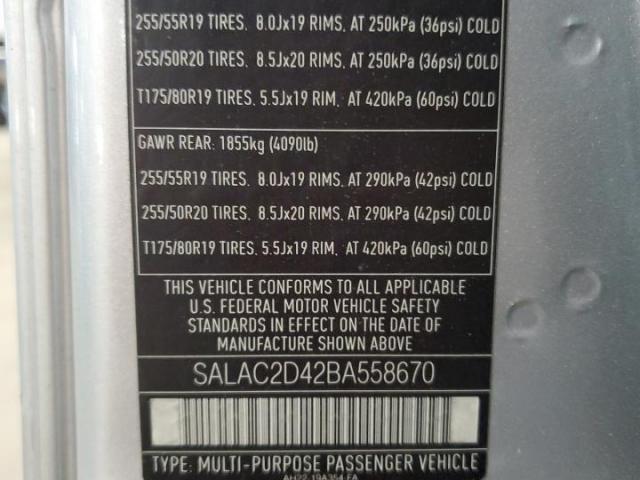 255/55R19 TIRES. 8.0Jx19 RIMS, AT 250kPa (36psi) COLD
255/50R20 TIRES. 8.5Jx20 RIMS, AT 250kPa (36psi) COLD
T175/80R19 TIRES. 5.5Jx19 RIM, AT 420kPa (60psi) COLD
GAWR REAR: 1855kg (4090lb)
255/55R19 TIRES. 8.0Jx19 RIMS, AT 290kPa (42psi) COLD
255/50R20 TIRES. 8.5Jx20 RIMS, AT 290kPa (42psi) COLD
T175/80R19 TIRES. 5.5Jx19 RIM, AT 420kPa (60psi) COLD
THIS VEHICLE CONFORMS TO ALL APPLICABLE
U.S. FEDERAL MOTOR VEHICLE SAFETY
STANDARDS IN EFFECT ON THE DATE OF
MANUFACTURE SHOWN ABOVE
SALAC2D42BA558670
TYPE: MULTI-PURPOSE PASSENGER VEHICLE
AH22 19A354 FA